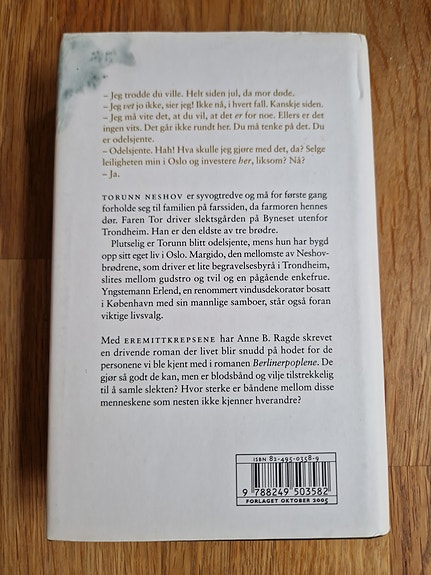 – Jeg trodde du ville. Helt siden jul, da mor døde.
– Jeg vet jo ikke, sier jeg! Ikke nå, i hvert fall. Kanskje siden.
– Jeg må vite det, at du vil, at det er for noe. Ellers er det
ingen vits. Det går ikke rundt her. Du må tenke på det. Du
er odelsjente.
– Odelsjente. Hah! Hva skulle jeg gjøre med det, da? Selge
leiligheten min i Oslo og investere her, liksom? Nå?
– Ja.
TORUNN NESHOV er syvogtredve og må for første gang
forholde seg til familien på farssiden, da farmoren hennes
dør. Faren Tor driver slektsgården på Byneset utenfor
Trondheim. Han er den eldste av tre brødre.
Plutselig er Torunn blitt odelsjente, mens hun har bygd
opp sitt eget liv i Oslo. Margido, den mellomste av Neshov-
brødrene, som driver et lite begravelsesbyrå i Trondheim,
slites mellom gudstro og tvil og en pågående enkefrue.
Yngstemann Erlend, en renommert vindusdekoratør bosatt
i København med sin mannlige samboer, står også foran
viktige livsvalg.
Med EREMITTKREPSENE har Anne B. Ragde skrevet
en drivende roman der livet blir snudd på hodet for de
personene vi ble kjent med i romanen Berlinerpoplene. De
gjør så godt de kan, men er blodsbånd og vilje tilstrekkelig
til å samle slekten? Hvor sterke er båndene mellom disse
menneskene som nesten ikke kjenner hverandre?
ISBN 82-495-0358-9
9 788249 503582
FORLAGET OKTOBER 2005